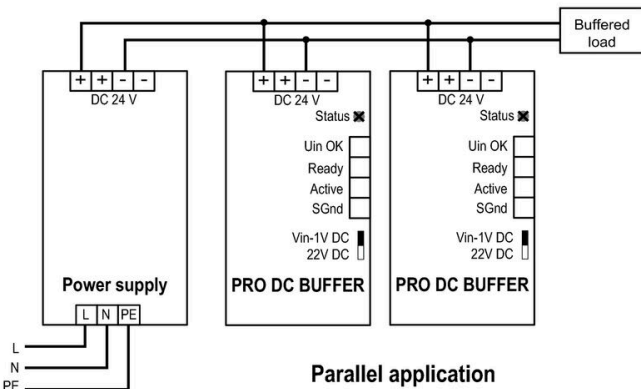 Buffered
load
+ + - -
DC 24 V
+ + - -
DC 24 V
+ + - -
DC 24 V
Status
Status
Uin OK
Ready
Active
SGnd
Uin OK
Ready
Active
SGnd
Vin-1V DC
22V DC
Vin-1V DC
22V DC
Power supply
PRO DC BUFFER
PRO DC BUFFER
L N PE
L
N
PE
Parallel application